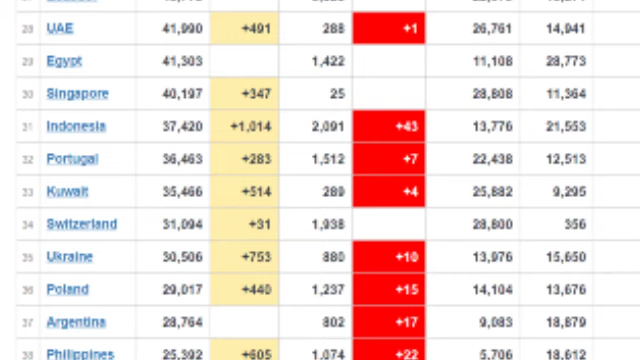 28 UAE 41,990 +491 288 +1 26,761 14,941
29 Egypt 41,303 1,422 11,108 28,773
30 Singapore 40,197 +347 25 28,808 11,364
31 Indonesia 37,420 +1,014 2,091 +43 13,776 21,553
32 Portugal 36,463 +283 1,512 +7 22,438 12,513
33 Kuwait 35,466 +514 289 +4 25,882 9,295
34 Switzerland 31,094 +31 1,938 28,800 356
35 Ukraine 30,506 +753 880 +10 13,976 15,650
36 Poland 29,017 +440 1,237 +15 14,104 13,676
37 Argentina 28,764 802 +17 9,083 18,879
38 Philippines 25,392 +605 1,074 +22 5,706 18,612